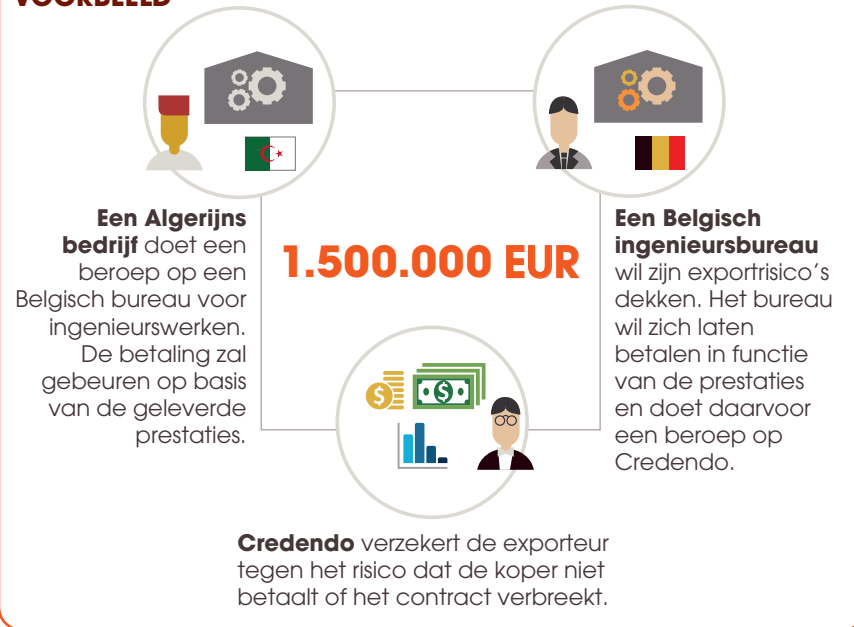 VOORBEELD
Een Algerijns
bedrijf doet een
beroep op een
Belgisch bureau voor
ingenieurswerken.
De betaling zal
gebeuren op basis
van de geleverde
prestaties.
1.500.000 EUR
Een Belgisch
ingenieursbureau
wil zijn exportrisico’s
dekken. Het bureau
wil zich laten
betalen in functie
van de prestaties
en doet daarvoor
een beroep op
Credendo.
Credendo verzekert de exporteur
tegen het risico dat de koper niet
betaalt of het contract verbreekt.